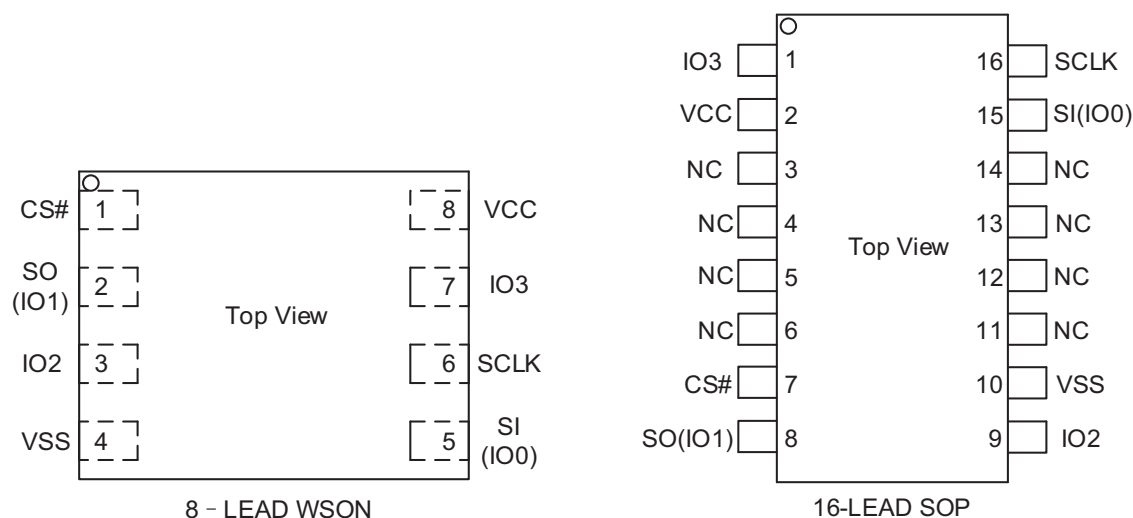 CS# 1 8 VCC
SO
(IO1) 2 7 IO3
Top View
IO2 3 6 SCLK
VSS 4 5 SI
(IO0)
8 – LEAD WSON
IO3 1 16 SCLK
VCC 2 15 SI(IO0)
NC 3 14 NC
NC 4 13 NC
Top View
NC 5 12 NC
NC 6 11 NC
CS# 7 10 VSS
SO(IO1) 8 9 IO2
16-LEAD SOP